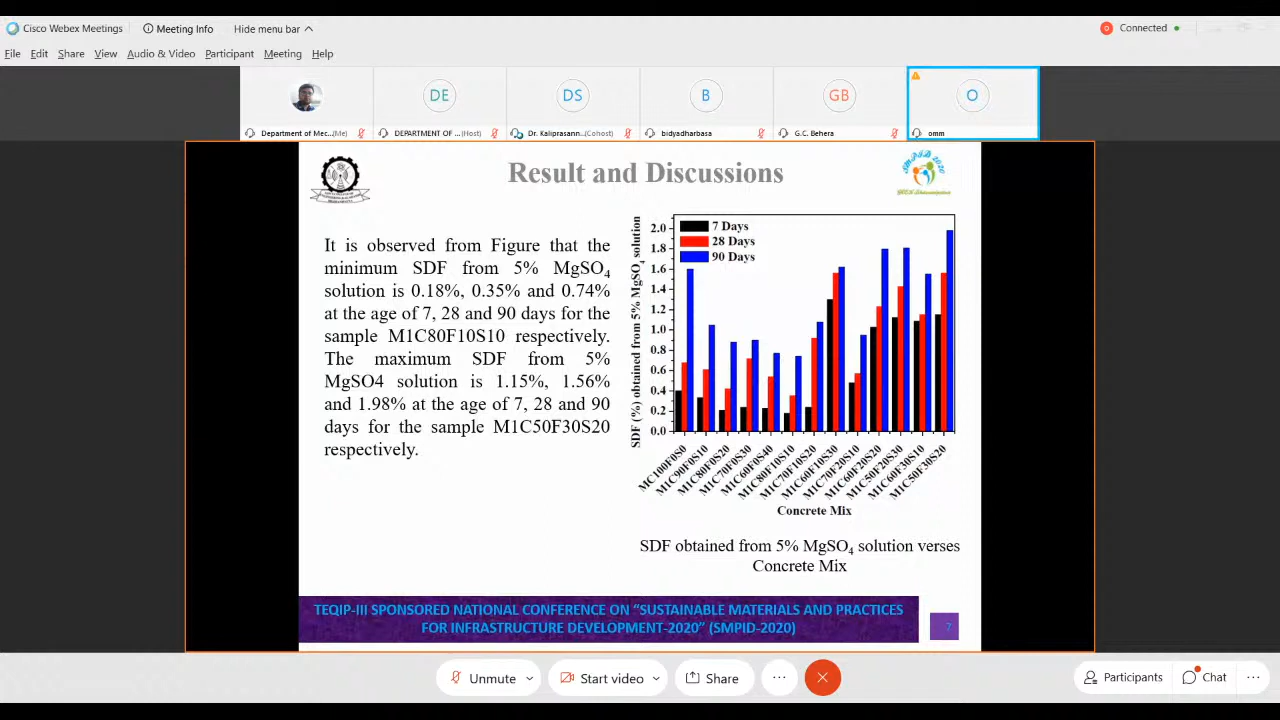 Cisco Webex Meetings
Meeting Info
Hide menu bar
Connected
File Edit Share View Audio & Video Participant Meeting Help
DE
DS
B
GB
O
Department of Mec...(Me)
DEPARTMENT OF ...(Host)
Dr. Kaliprasann...(Cohost)
bidyadharbasa
G.C. Behera
omm
Result and Discussions
SMPID 2020
It is observed from Figure that the
minimum SDF from 5% MgSO₄
solution is 0.18%, 0.35% and 0.74%
at the age of 7, 28 and 90 days for the
sample M1C80F10S10 respectively.
The maximum SDF from 5%
MgSO4 solution is 1.15%, 1.56%
and 1.98% at the age of 7, 28 and 90
days for the sample M1C50F30S20
respectively.
SDF (%) obtained from 5% MgSO₄ solution
2.0
1.8
1.6
1.4
1.2
1.0
0.8
0.6
0.4
0.2
0.0
7 Days
28 Days
90 Days
MC100F0S0
M1C90F0S10
M1C80F0S20
M1C70F0S30
M1C60F0S40
M1C80F10S10
M1C70F10S20
M1C60F10S30
M1C70F20S10
M1C60F20S20
M1C50F20S30
M1C60F30S10
M1C50F30S20
Concrete Mix
SDF obtained from 5% MgSO₄ solution verses
Concrete Mix
TEQIP-III SPONSORED NATIONAL CONFERENCE ON “SUSTAINABLE MATERIALS AND PRACTICES
FOR INFRASTRUCTURE DEVELOPMENT-2020” (SMPID-2020)
7
Unmute
Start video
Share
Participants
Chat